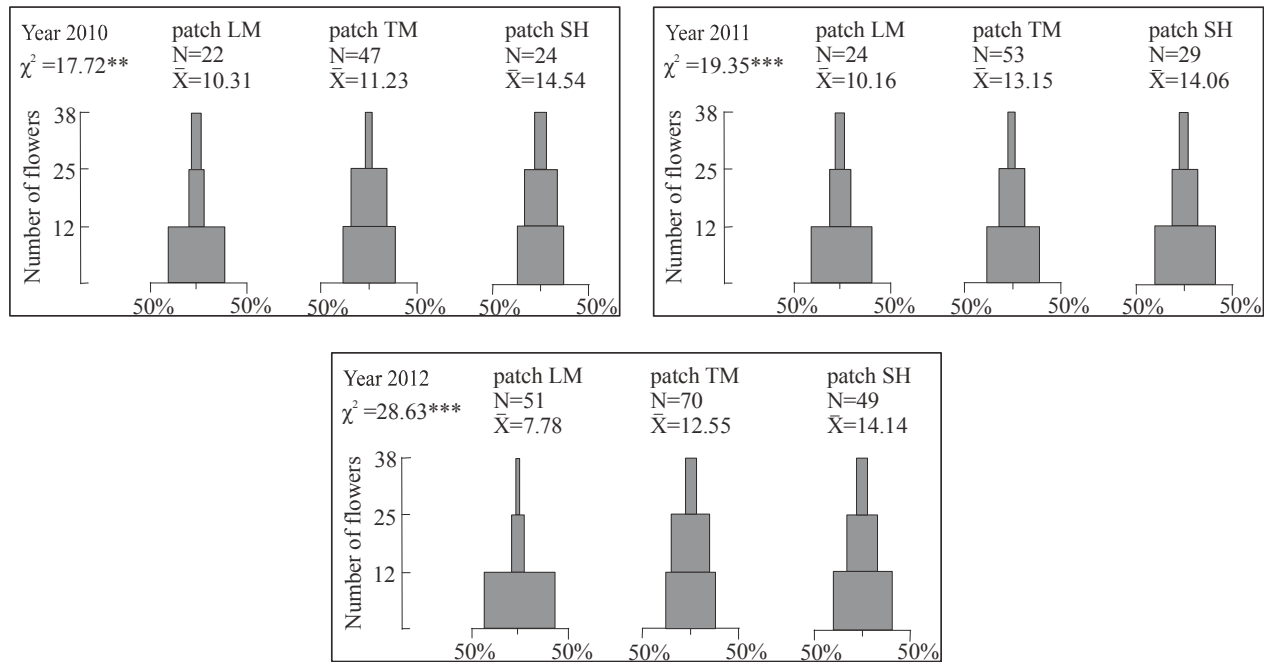 Year 2010
χ² =17.72**
patch LM
N=22
X̄=10.31
patch TM
N=47
X̄=11.23
patch SH
N=24
X̄=14.54
Number of flowers
38
25
12
50% 50% 50% 50% 50% 50%
Year 2011
χ² =19.35***
patch LM
N=24
X̄=10.16
patch TM
N=53
X̄=13.15
patch SH
N=29
X̄=14.06
Number of flowers
38
25
12
50% 50% 50% 50% 50% 50%
Year 2012
χ² =28.63***
patch LM
N=51
X̄=7.78
patch TM
N=70
X̄=12.55
patch SH
N=49
X̄=14.14
Number of flowers
38
25
12
50% 50% 50% 50% 50% 50%